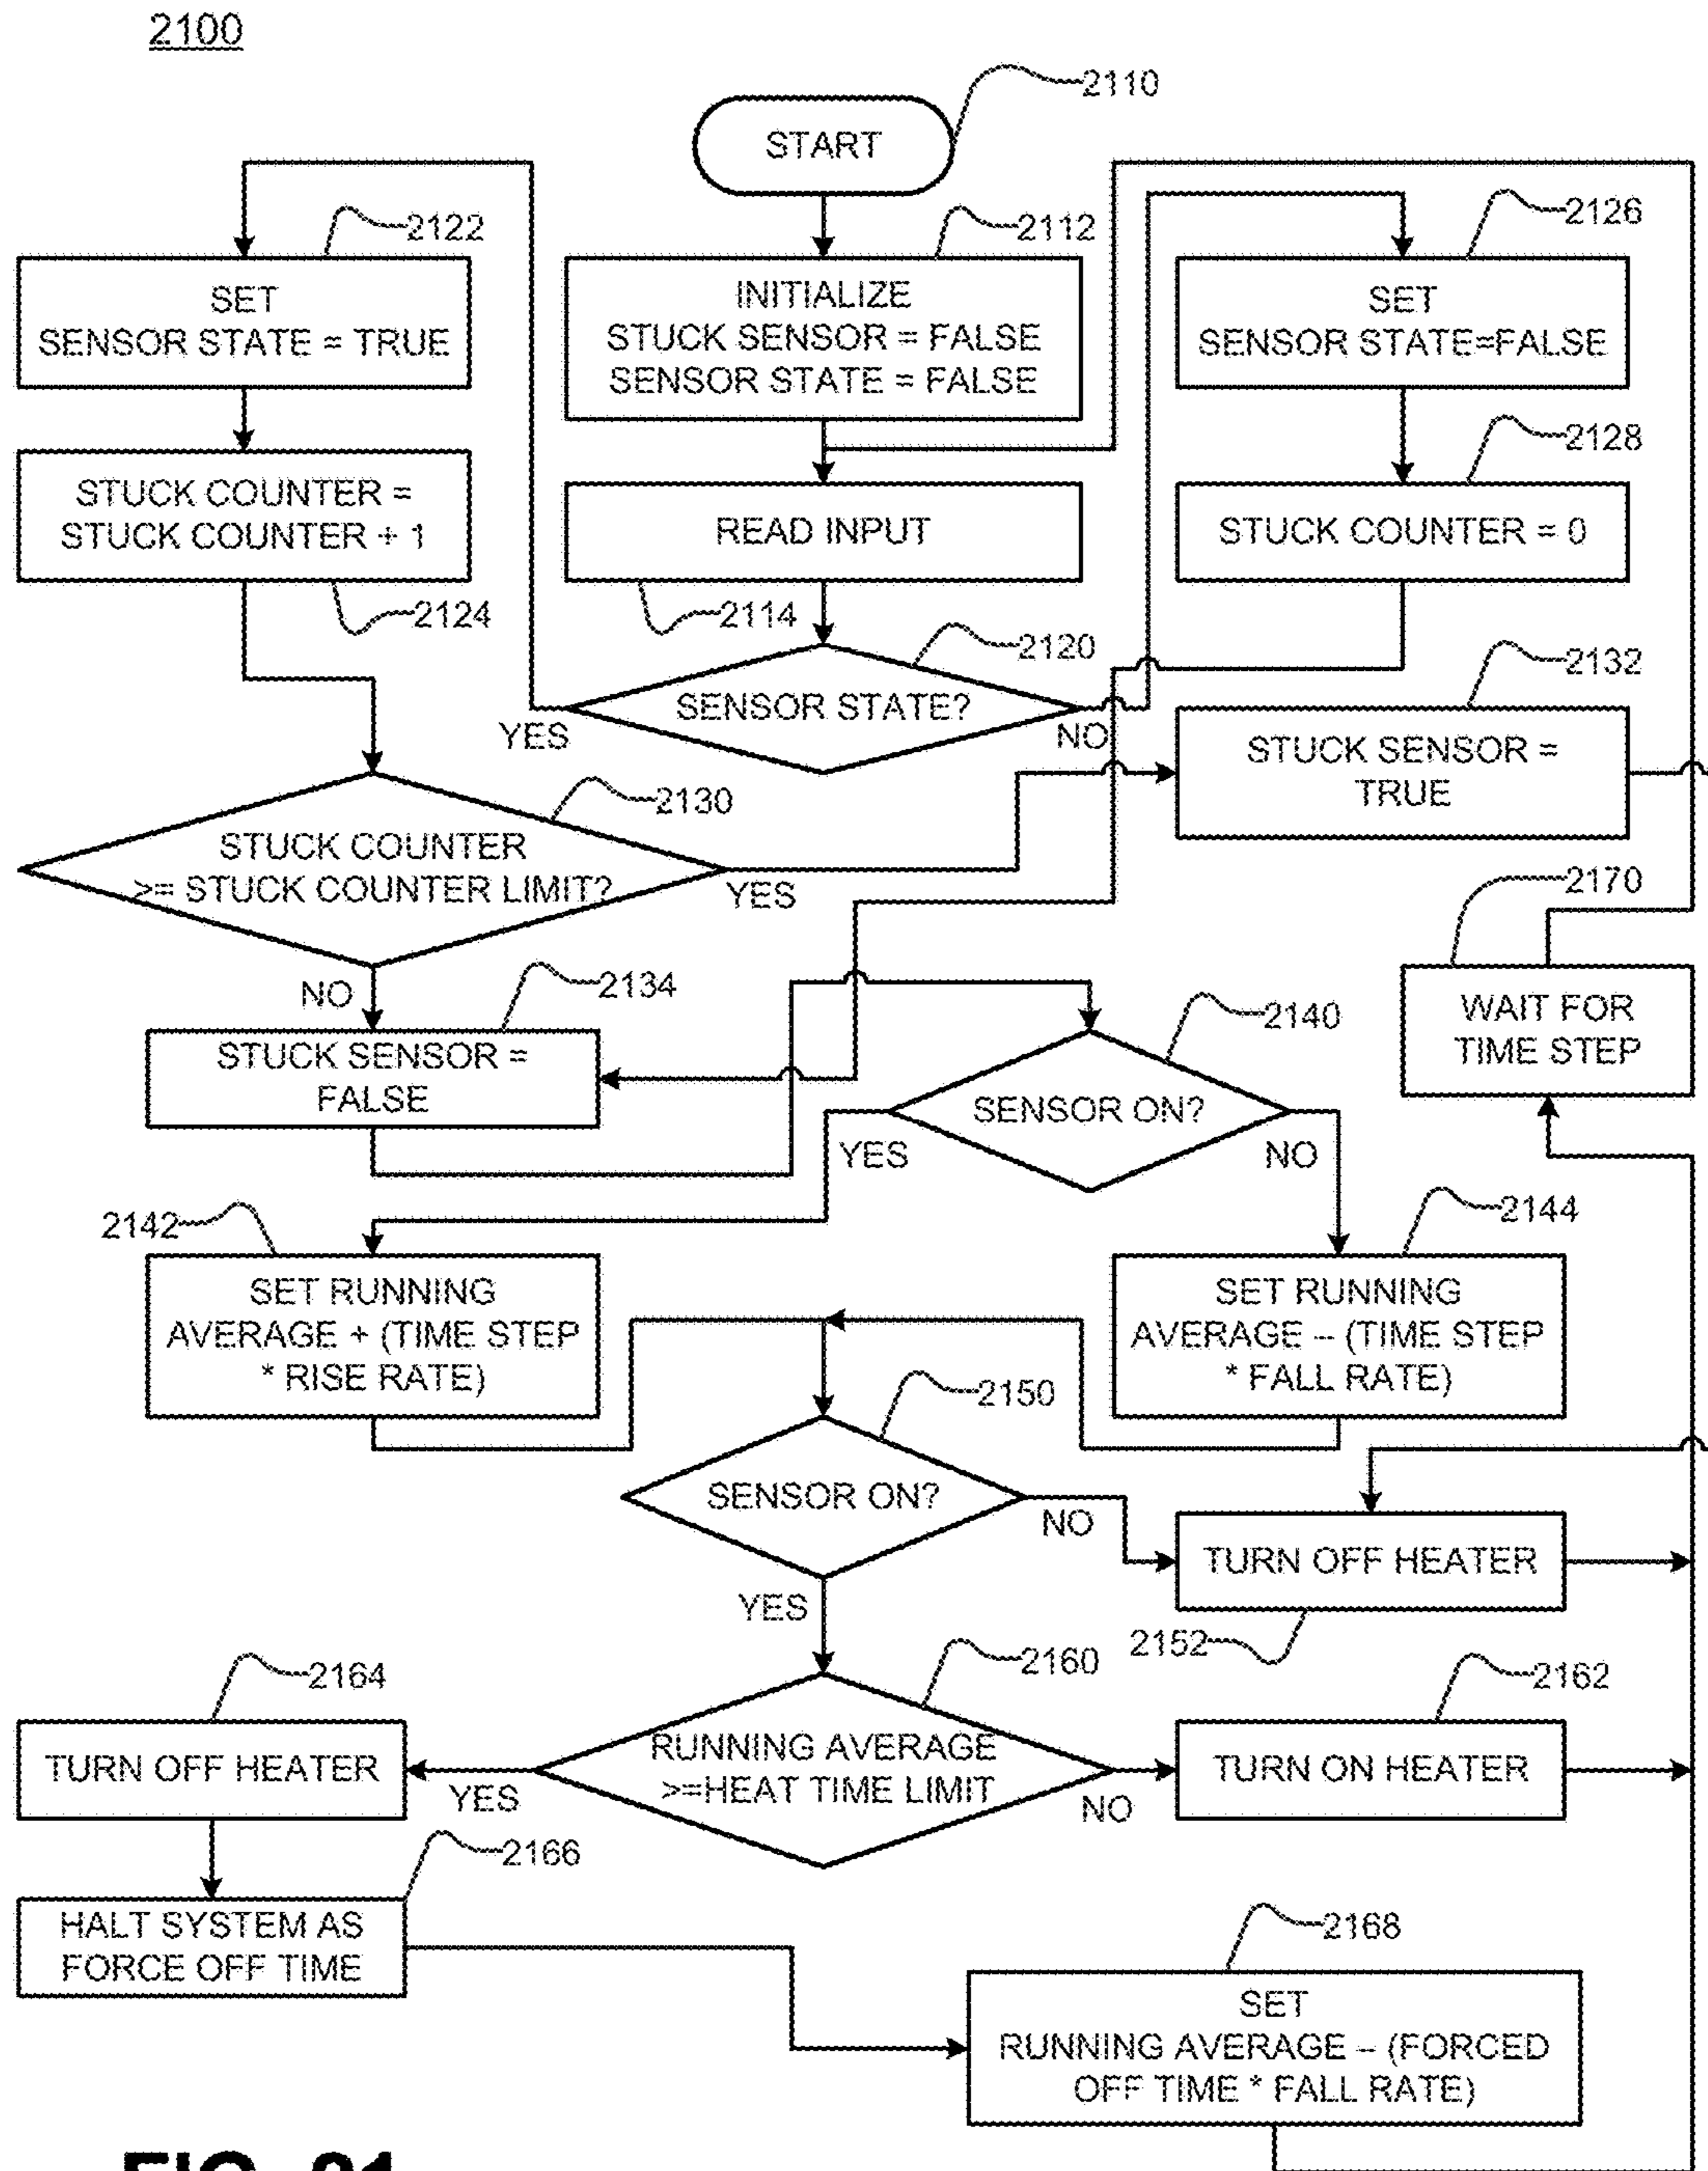 2100
2110
START
2122
2112
2126
SET
SENSOR STATE = TRUE
INITIALIZE
STUCK SENSOR = FALSE
SENSOR STATE = FALSE
SET
SENSOR STATE=FALSE
2128
STUCK COUNTER =
STUCK COUNTER + 1
READ INPUT
STUCK COUNTER = 0
2124
2114
2120
2132
SENSOR STATE?
YES
NO
STUCK SENSOR =
TRUE
2130
STUCK COUNTER
>= STUCK COUNTER LIMIT?
YES
2170
NO
2134
2140
WAIT FOR
TIME STEP
STUCK SENSOR =
FALSE
SENSOR ON?
YES
NO
2142
2144
SET RUNNING
AVERAGE + (TIME STEP
* RISE RATE)
SET RUNNING
AVERAGE – (TIME STEP
* FALL RATE)
2150
SENSOR ON?
NO
TURN OFF HEATER
YES
2152
2164
2160
2162
TURN OFF HEATER
RUNNING AVERAGE
>=HEAT TIME LIMIT
TURN ON HEATER
YES
NO
2166
HALT SYSTEM AS
FORCE OFF TIME
2168
SET
RUNNING AVERAGE – (FORCED
OFF TIME * FALL RATE)
FIG. 21